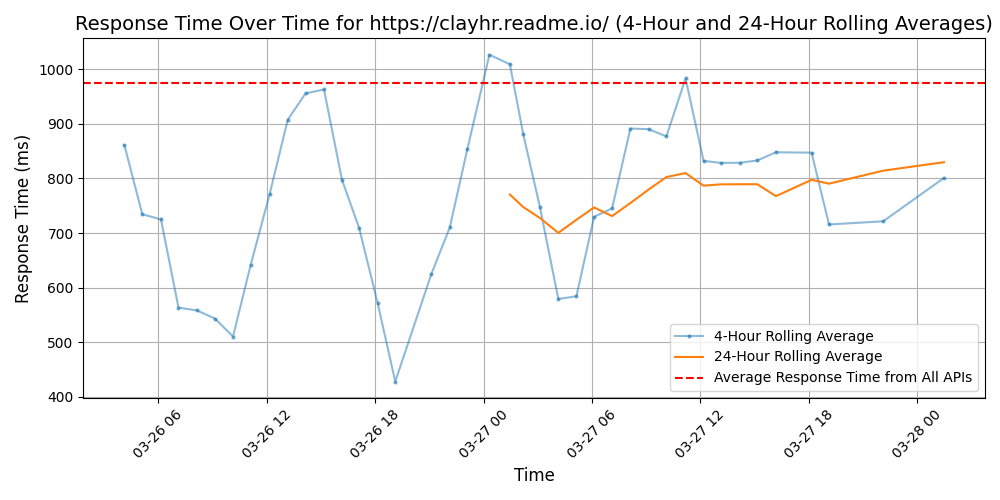 Response Time Over Time for https://clayhr.readme.io/ (4-Hour and 24-Hour Rolling Averages)
Response Time (ms)
1000
900
800
700
600
500
400
4-Hour Rolling Average
24-Hour Rolling Average
Average Response Time from All APIs
03-26 06
03-26 12
03-26 18
03-27 00
03-27 06
03-27 12
03-27 18
03-28 00
Time